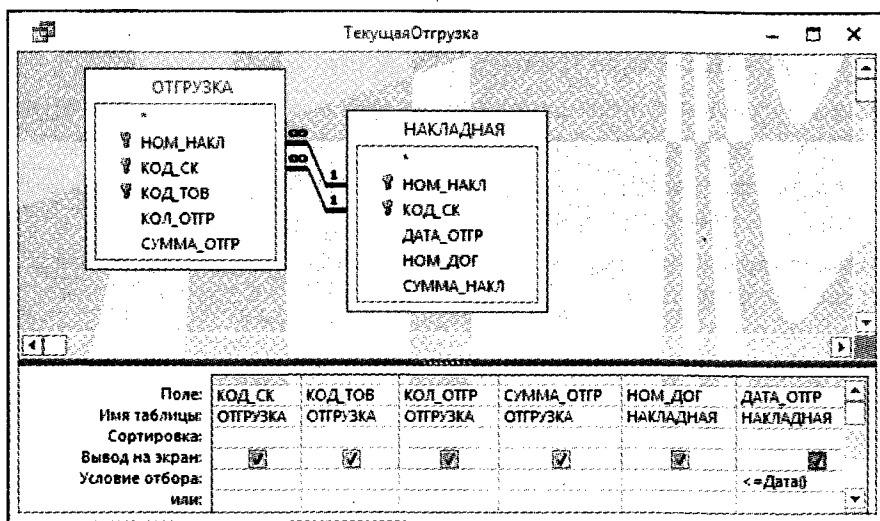 ТекущаяОтгрузка
ОТГРУЗКА
*
НОМ_НАКЛ
КОД_СК
КОД_ТОВ
КОЛ_ОТГР
СУММА_ОТГР
∞
∞
1
1
НАКЛАДНАЯ
*
НОМ_НАКЛ
КОД_СК
ДАТА_ОТГР
НОМ_ДОГ
СУММА_НАКЛ
Поле: КОД_СК КОД_ТОВ КОЛ_ОТГР СУММА_ОТГР НОМ_ДОГ ДАТА_ОТГР
Имя таблицы: ОТГРУЗКА ОТГРУЗКА ОТГРУЗКА ОТГРУЗКА НАКЛАДНАЯ НАКЛАДНАЯ
Сортировка:
Вывод на экран:
Условие отбора: <=Дата()
или: